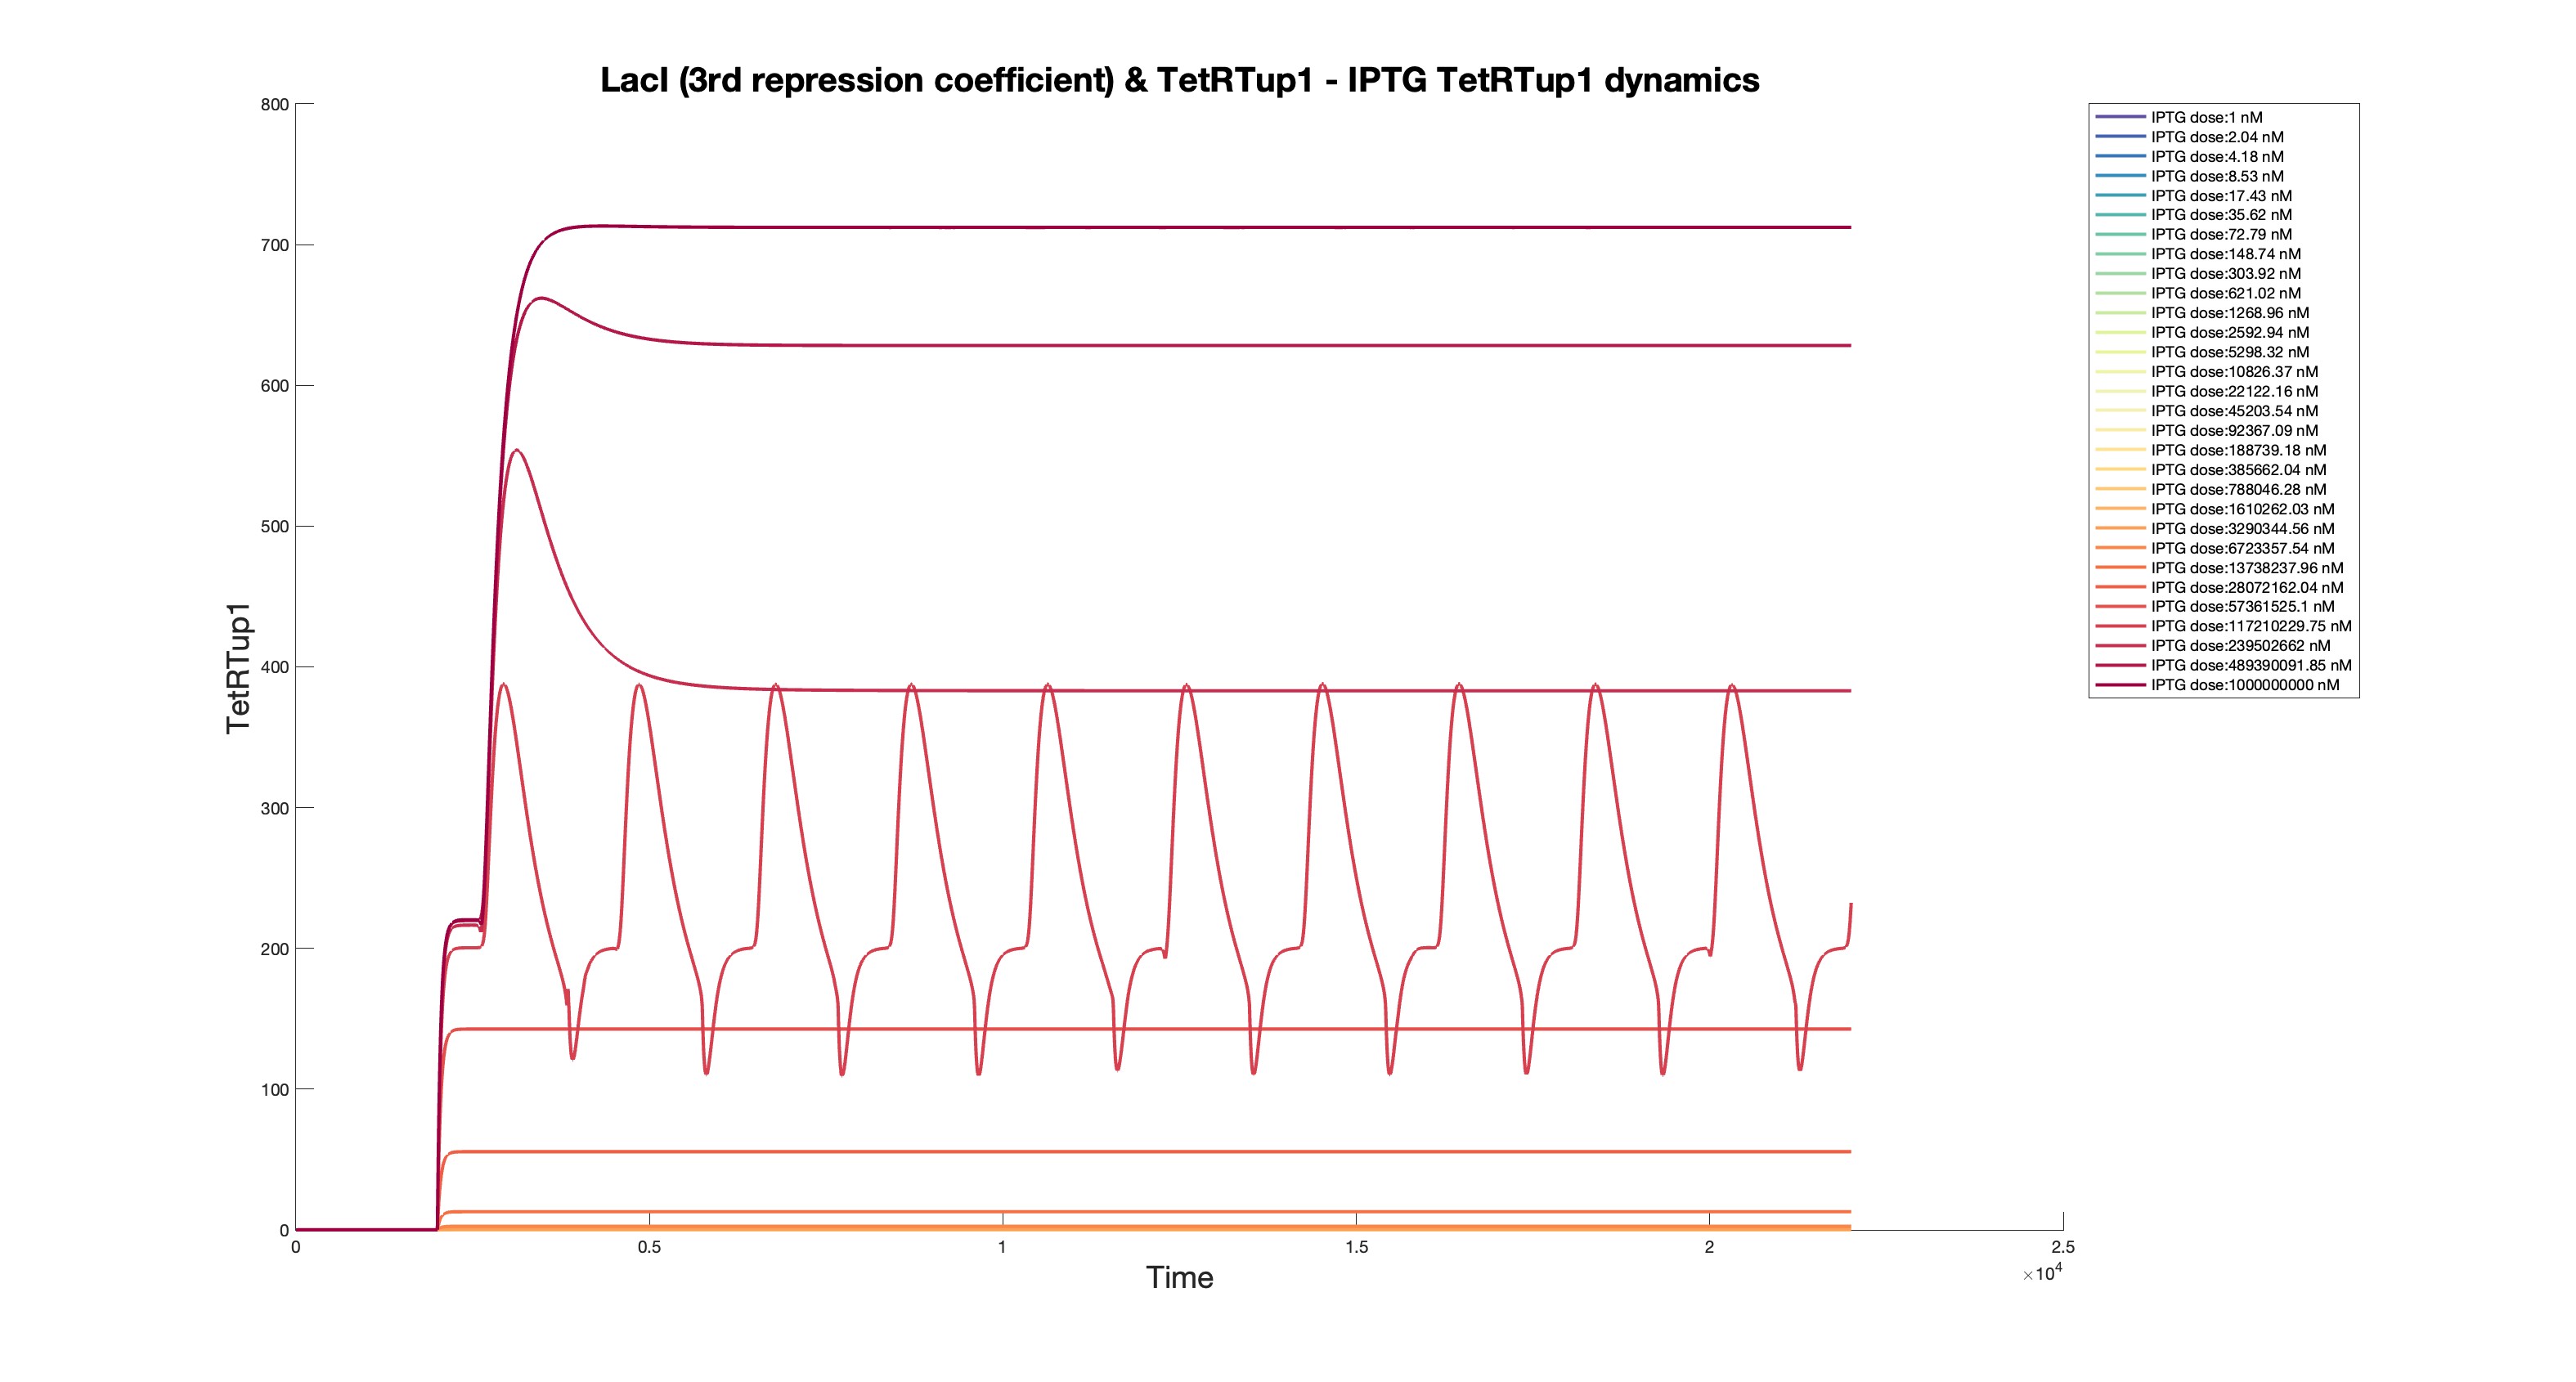 LacI (3rd repression coefficient) & TetRTup1 - IPTG TetRTup1 dynamics
800
700
600
500
400
300
200
100
0
TetRTup1
0
0.5
1
1.5
2
2.5
×10^4
Time
IPTG dose:1 nM
IPTG dose:2.04 nM
IPTG dose:4.18 nM
IPTG dose:8.53 nM
IPTG dose:17.43 nM
IPTG dose:35.62 nM
IPTG dose:72.79 nM
IPTG dose:148.74 nM
IPTG dose:303.92 nM
IPTG dose:621.02 nM
IPTG dose:1268.96 nM
IPTG dose:2592.94 nM
IPTG dose:5298.32 nM
IPTG dose:10826.37 nM
IPTG dose:22122.16 nM
IPTG dose:45203.54 nM
IPTG dose:92367.09 nM
IPTG dose:188739.18 nM
IPTG dose:385662.04 nM
IPTG dose:788046.28 nM
IPTG dose:1610262.03 nM
IPTG dose:3290344.56 nM
IPTG dose:6723357.54 nM
IPTG dose:13738237.96 nM
IPTG dose:28072162.04 nM
IPTG dose:57361525.1 nM
IPTG dose:117210229.75 nM
IPTG dose:239502662 nM
IPTG dose:489390091.85 nM
IPTG dose:1000000000 nM